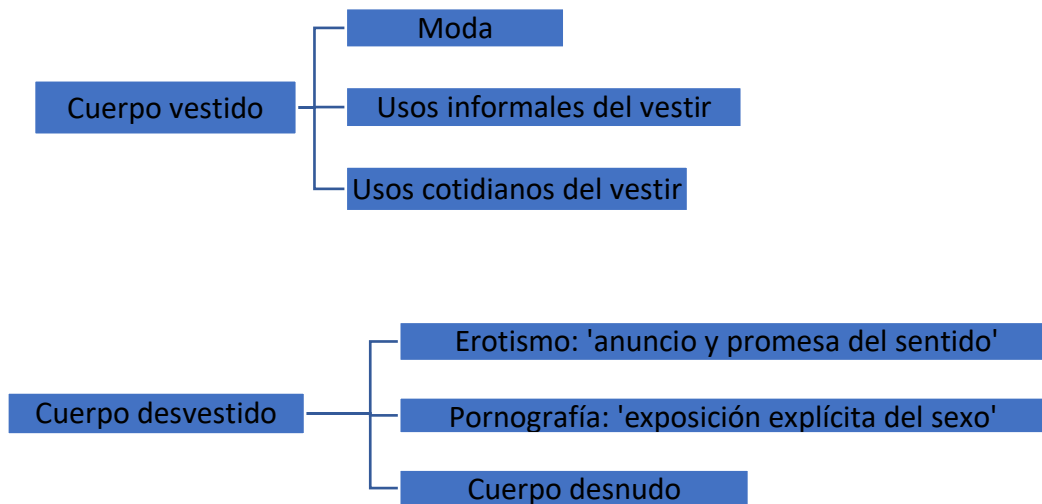 Moda
Cuerpo vestido
Usos informales del vestir
Usos cotidianos del vestir
Erotismo: 'anuncio y promesa del sentido'
Cuerpo desvestido
Pornografía: 'exposición explícita del sexo'
Cuerpo desnudo